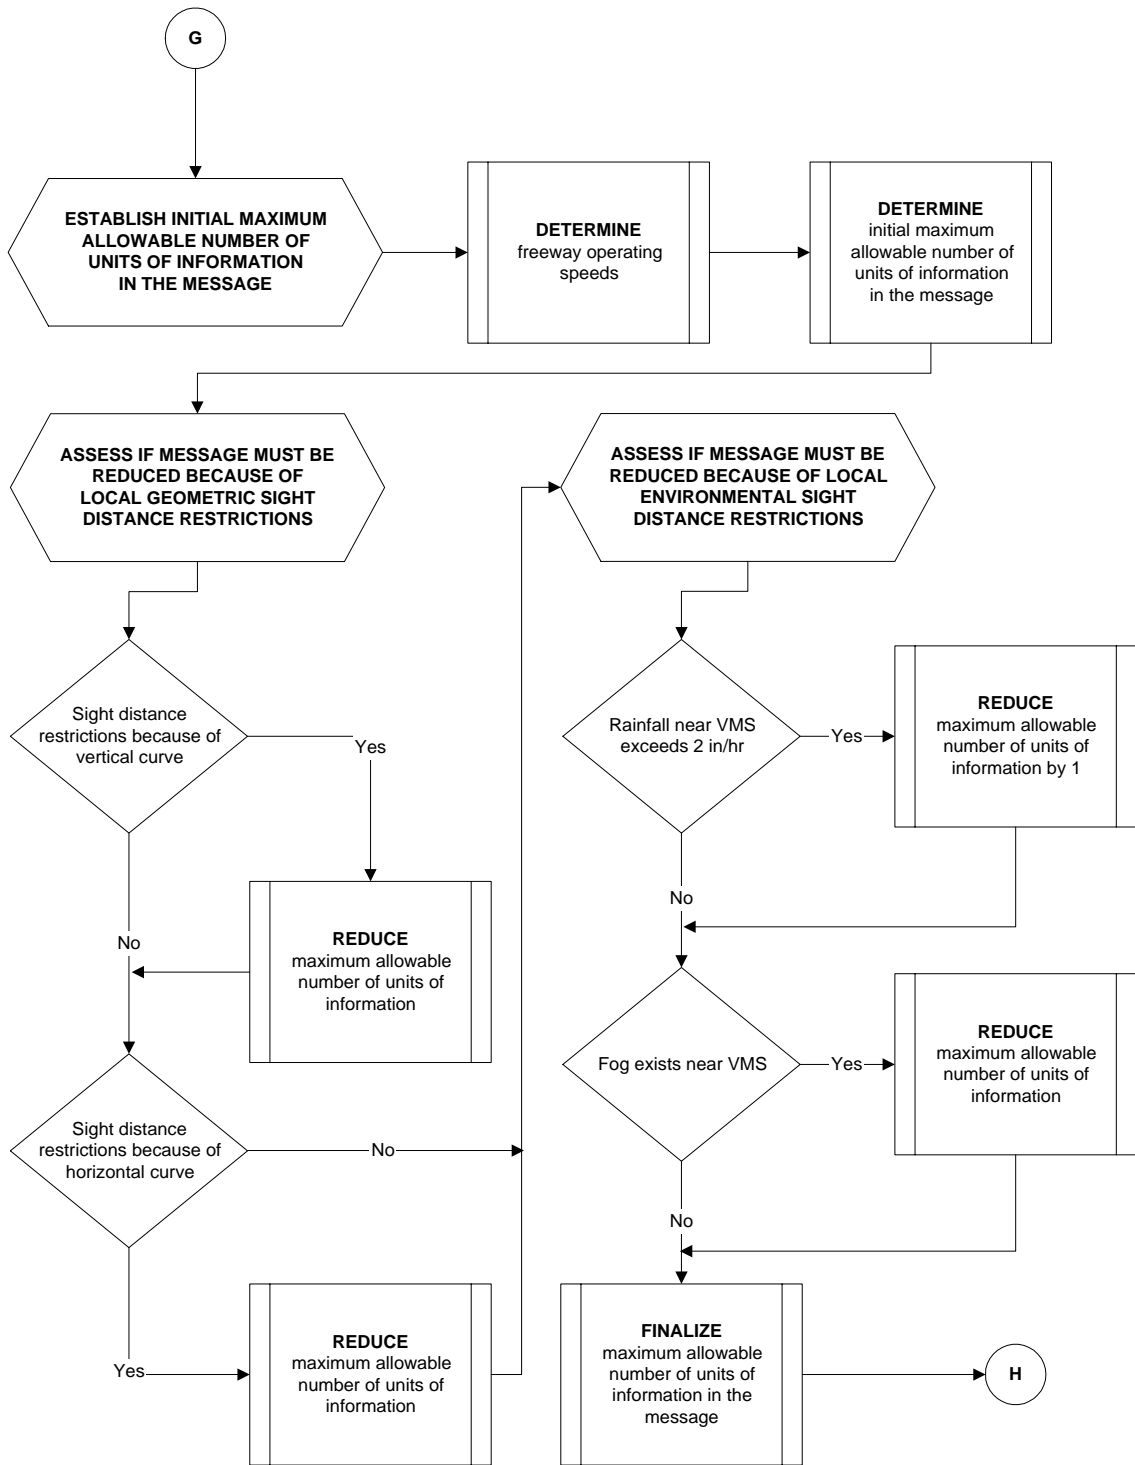 G
ESTABLISH INITIAL MAXIMUM
ALLOWABLE NUMBER OF
UNITS OF INFORMATION
IN THE MESSAGE
DETERMINE
freeway operating
speeds
DETERMINE
initial maximum
allowable number of
units of information
in the message
ASSESS IF MESSAGE MUST BE
REDUCED BECAUSE OF
LOCAL GEOMETRIC SIGHT
DISTANCE RESTRICTIONS
Sight distance
restrictions because of
vertical curve
Yes
No
REDUCE
maximum allowable
number of units of
information
Sight distance
restrictions because of
horizontal curve
No
Yes
REDUCE
maximum allowable
number of units of
information
ASSESS IF MESSAGE MUST BE
REDUCED BECAUSE OF LOCAL
ENVIRONMENTAL SIGHT
DISTANCE RESTRICTIONS
Rainfall near VMS
exceeds 2 in/hr
Yes
REDUCE
maximum allowable
number of units of
information by 1
No
Fog exists near VMS
Yes
REDUCE
maximum allowable
number of units of
information
No
FINALIZE
maximum allowable
number of units of
information in the
message
H